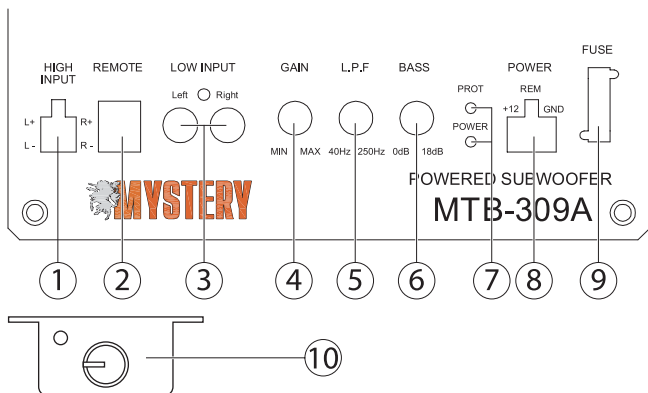 HIGH INPUT
REMOTE
LOW INPUT
Left Right
GAIN
L.P.F
BASS
POWER
FUSE
L+ R+
L - R -
MIN MAX
40Hz 250Hz
0dB 18dB
PROT
POWER
REM
+12 GND
MYSTERY
POWERED SUBWOOFER
MTB-309A
1 2 3 4 5 6 7 8 9
10